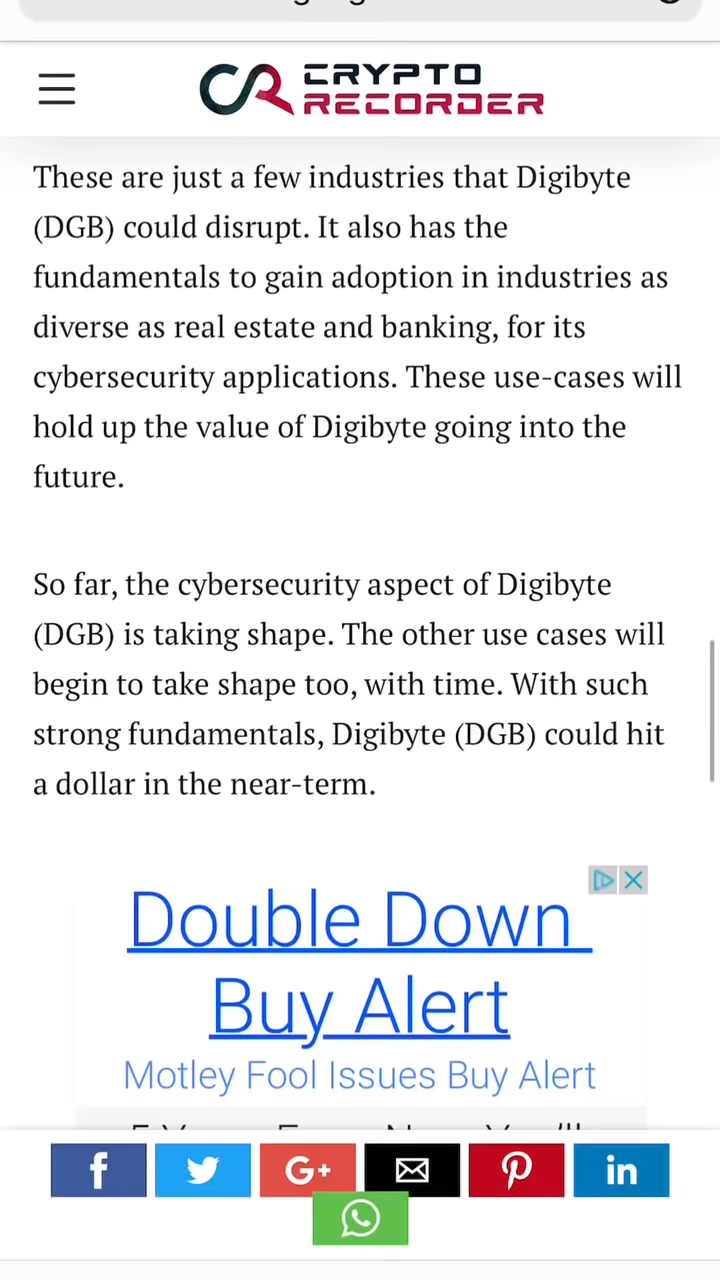 CRYPTO
RECORDER
These are just a few industries that Digibyte
(DGB) could disrupt. It also has the
fundamentals to gain adoption in industries as
diverse as real estate and banking, for its
cybersecurity applications. These use-cases will
hold up the value of Digibyte going into the
future.
So far, the cybersecurity aspect of Digibyte
(DGB) is taking shape. The other use cases will
begin to take shape too, with time. With such
strong fundamentals, Digibyte (DGB) could hit
a dollar in the near-term.
Double Down
Buy Alert
Motley Fool Issues Buy Alert
f
G+
in